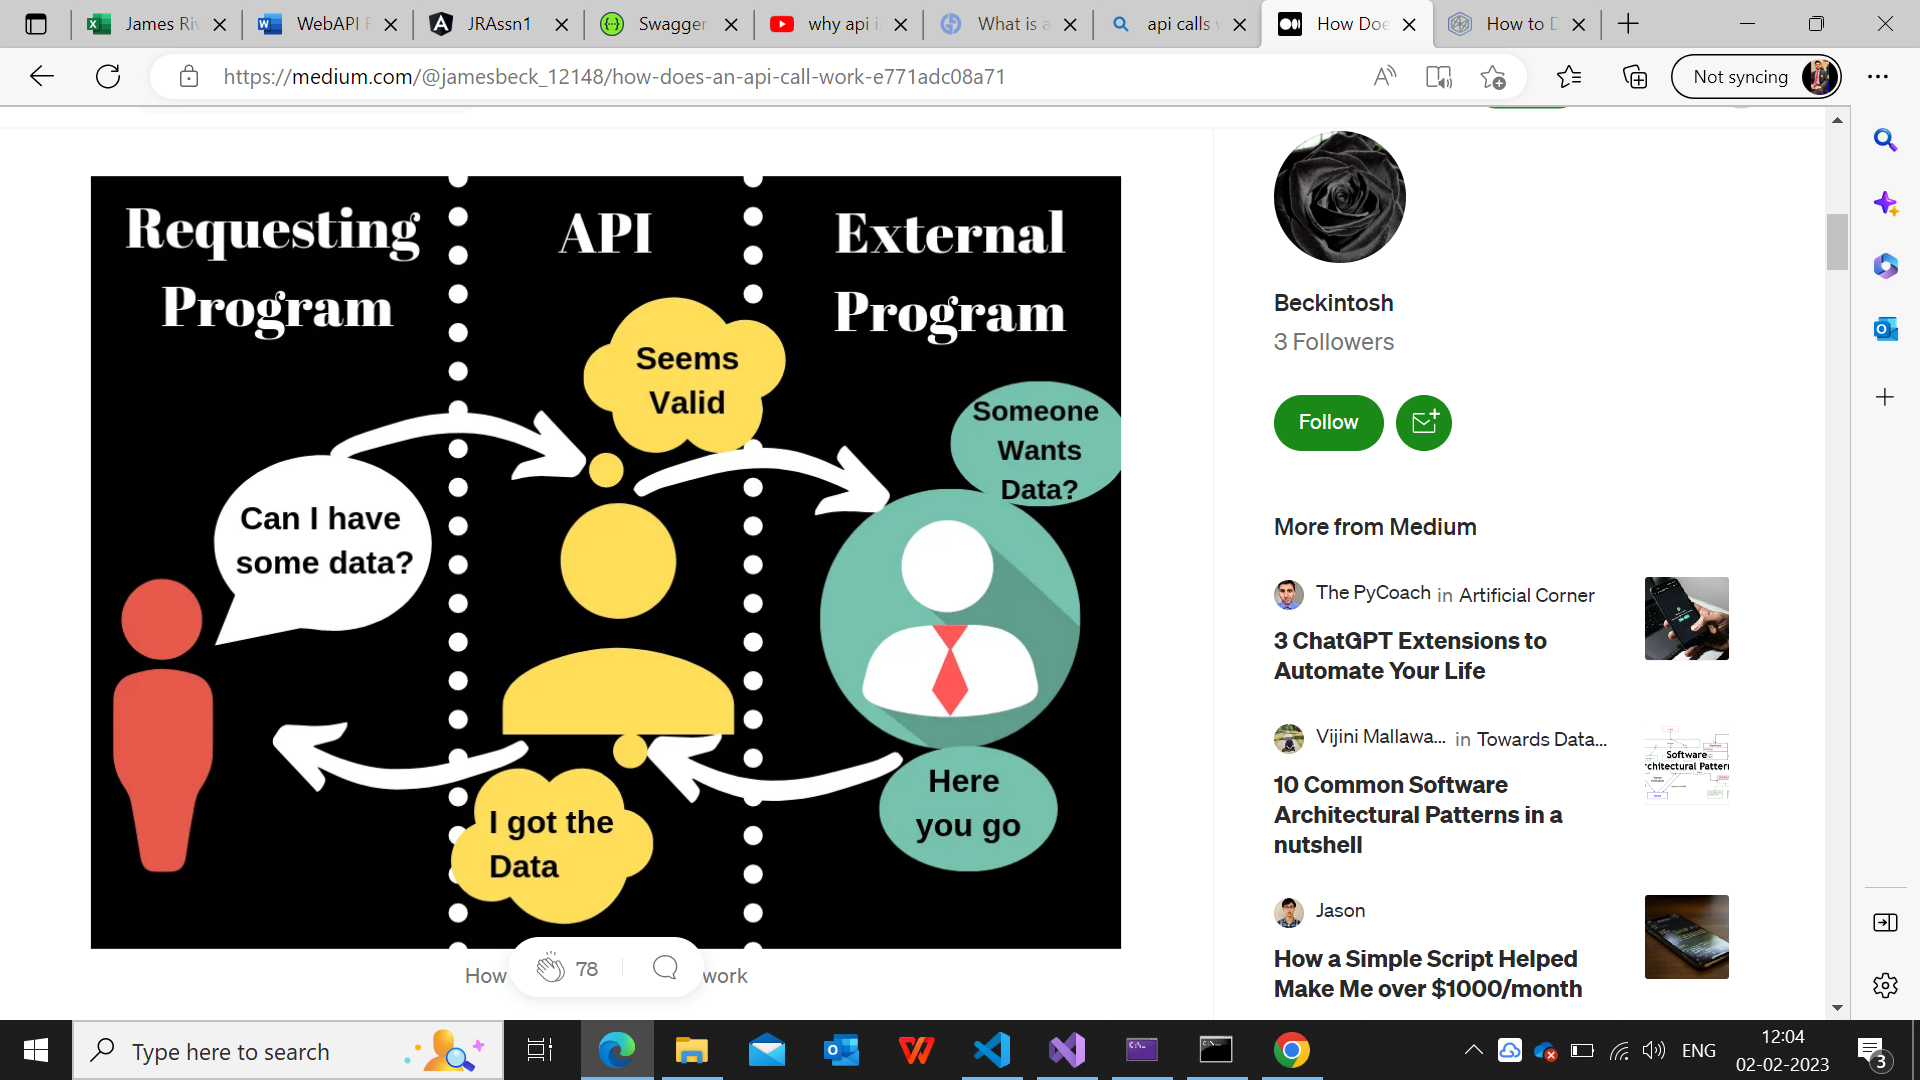 James Riv
WebAPI F
JRAssn1
Swagger
why api i
What is a
api calls
How Doe
How to D
https://medium.com/@jamesbeck_12148/how-does-an-api-call-work-e771adc08a71
Not syncing
Requesting
Program
API
External
Program
Seems
Valid
Someone
Wants
Data?
Can I have
some data?
Here
you go
I got the
Data
How
work
78
Beckintosh
3 Followers
Follow
More from Medium
The PyCoach in Artificial Corner
3 ChatGPT Extensions to
Automate Your Life
Vijini Mallawa... in Towards Data...
10 Common Software
Architectural Patterns in a
nutshell
Software
rchitectural Pattern
Jason
How a Simple Script Helped
Make Me over $1000/month
Type here to search
ENG
12:04
02-02-2023
3